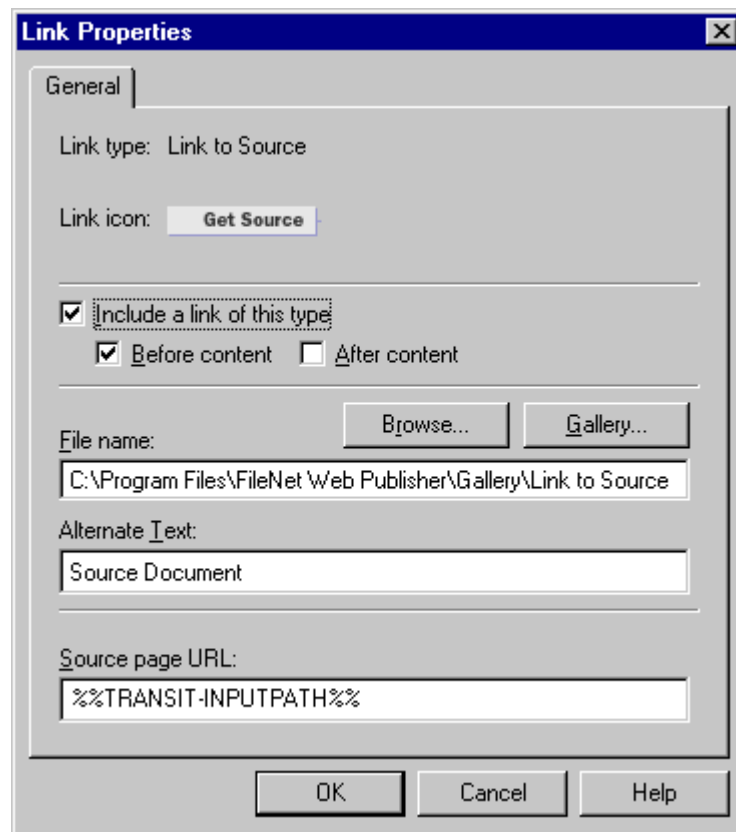 Link Properties
General
Link type: Link to Source
Link icon: Get Source
Include a link of this type
Before content After content
Browse... Gallery...
File name:
C:\Program Files\FileNet Web Publisher\Gallery\Link to Source
Alternate Text:
Source Document
Source page URL:
%%TRANSIT-INPUTPATH%%
OK Cancel Help